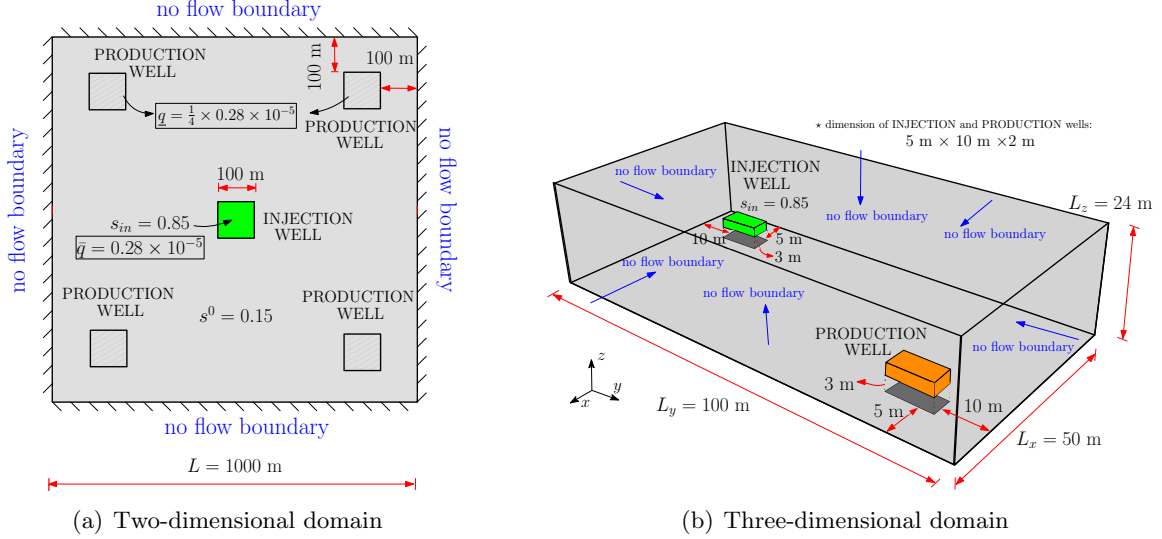 no flow boundary
PRODUCTION
WELL
100 m
100 m
q = 1/4 × 0.28 × 10^-5
PRODUCTION
WELL
no flow boundary
no flow boundary
100 m
s_in = 0.85
INJECTION
WELL
q̄ = 0.28 × 10^-5
PRODUCTION
WELL
PRODUCTION
WELL
s^0 = 0.15
no flow boundary
L = 1000 m
(a) Two-dimensional domain
⋆ dimension of INJECTION and PRODUCTION wells:
5 m × 10 m ×2 m
no flow boundary
INJECTION
WELL
s_in = 0.85
no flow boundary
no flow boundary
L_z = 24 m
10 m
5 m
3 m
no flow boundary
no flow boundary
no flow boundary
PRODUCTION
WELL
3 m
5 m
10 m
z
y
x
L_y = 100 m
L_x = 50 m
(b) Three-dimensional domain